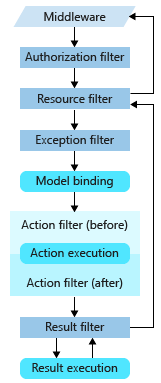 Middleware
Authorization filter
Resource filter
Exception filter
Model binding
Action filter (before)
Action execution
Action filter (after)
Result filter
Result execution